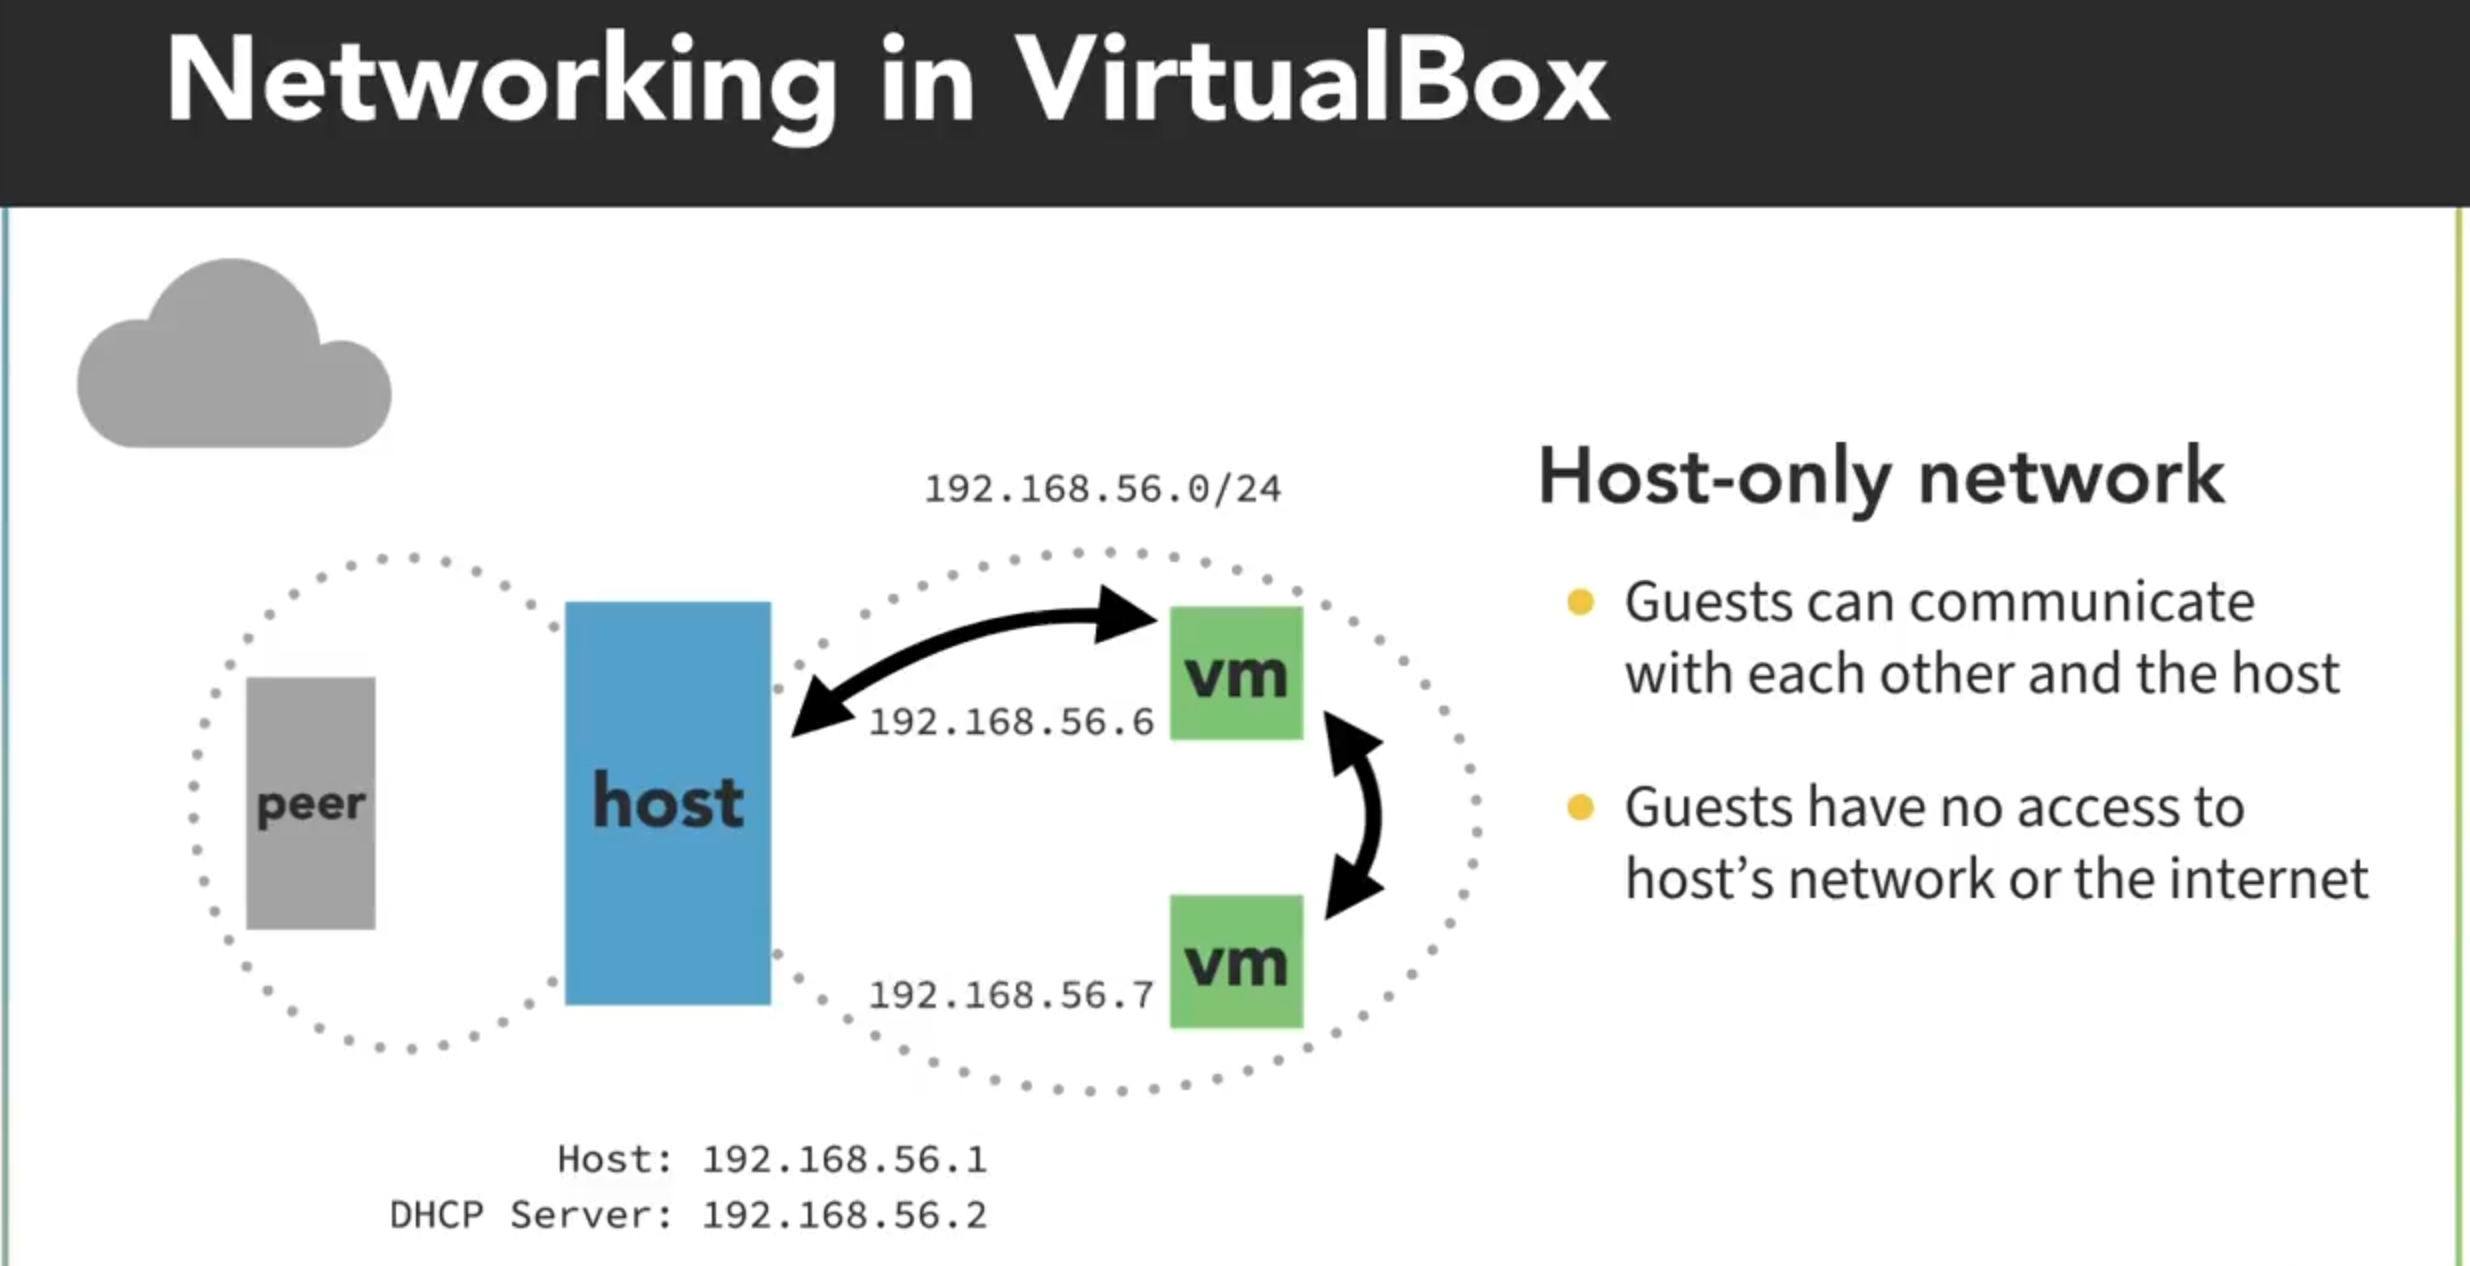 Networking in VirtualBox
192.168.56.0/24
peer
host
vm
192.168.56.6
vm
192.168.56.7
Host: 192.168.56.1
DHCP Server: 192.168.56.2
Host-only network
Guests can communicate
with each other and the host
Guests have no access to
host’s network or the internet